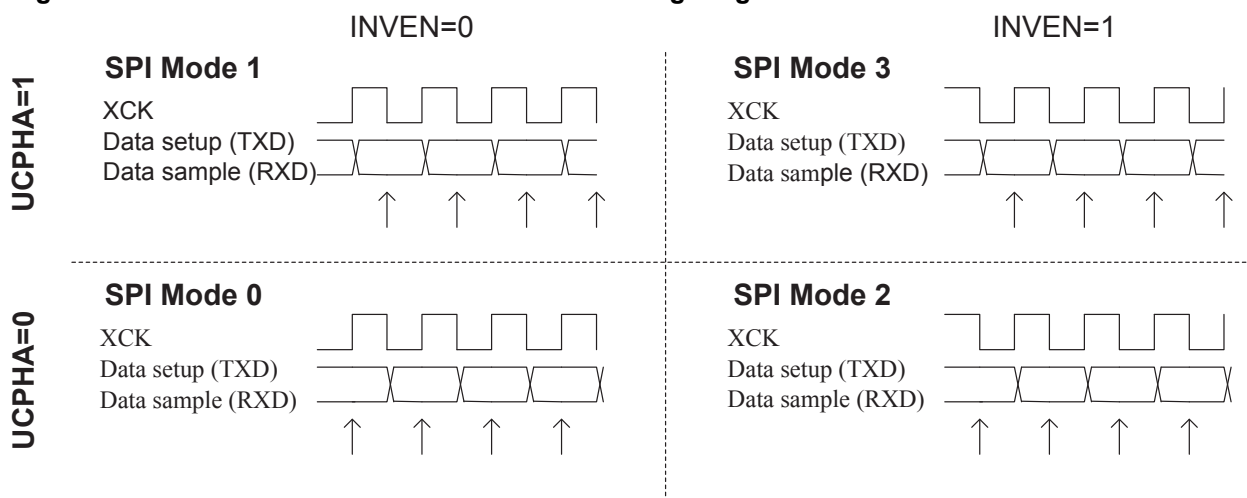 INVEN=0
INVEN=1
UCPHA=1
SPI Mode 1
XCK
Data setup (TXD)
Data sample (RXD)
SPI Mode 3
XCK
Data setup (TXD)
Data sample (RXD)
UCPHA=0
SPI Mode 0
XCK
Data setup (TXD)
Data sample (RXD)
SPI Mode 2
XCK
Data setup (TXD)
Data sample (RXD)